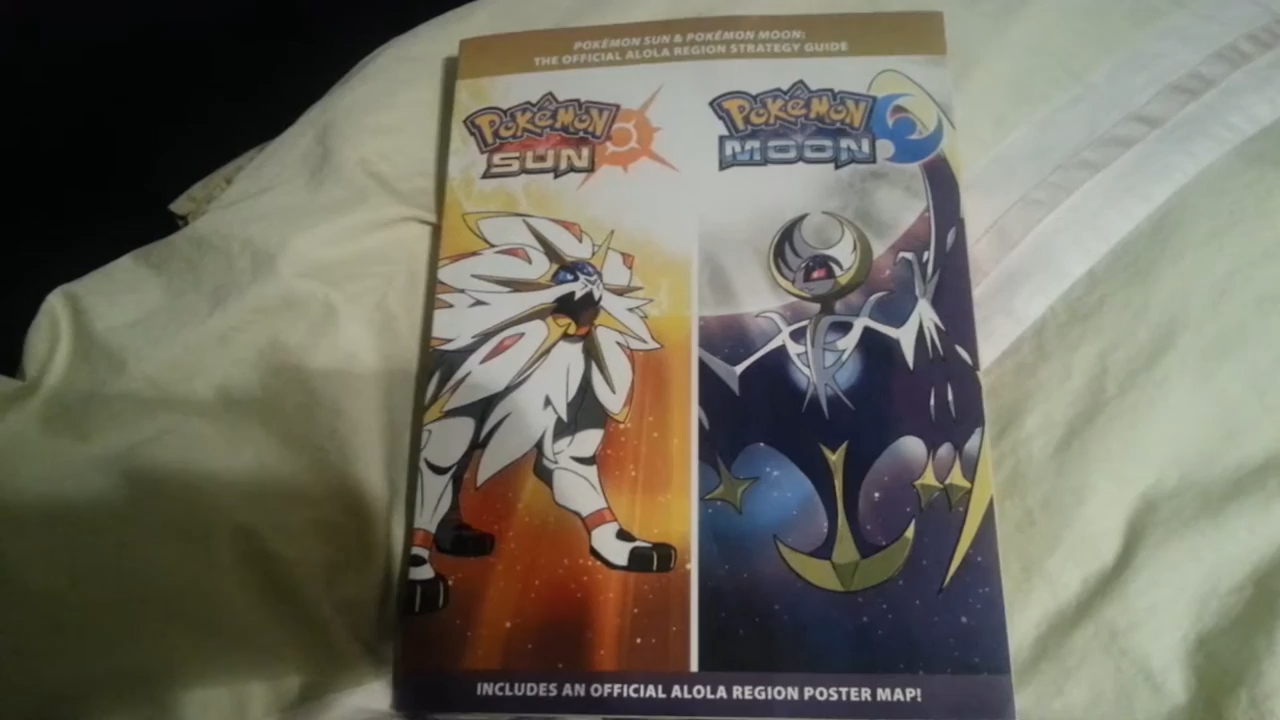 POKÉMON SUN & POKÉMON MOON:
THE OFFICIAL ALOLA REGION STRATEGY GUIDE
POKéMON
SUN
POKéMON
MOON
INCLUDES AN OFFICIAL ALOLA REGION POSTER MAP!